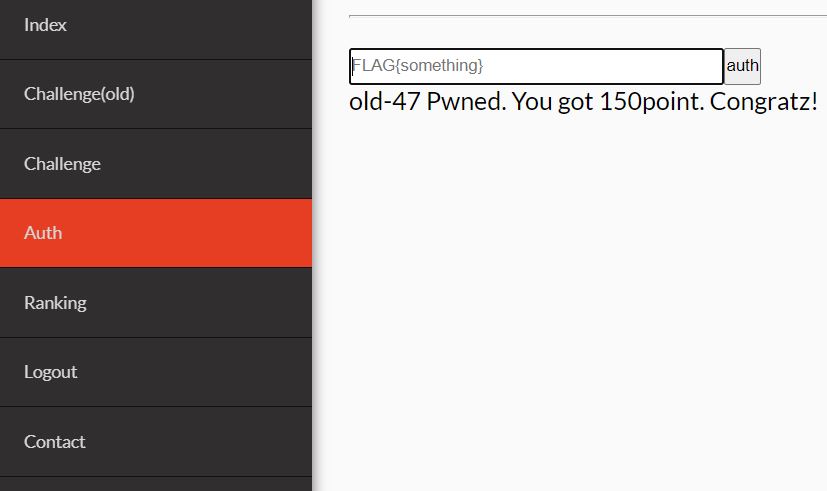 Index
Challenge(old)
Challenge
Auth
Ranking
Logout
Contact
FLAG{something} auth
old-47 Pwned. You got 150point. Congratz!